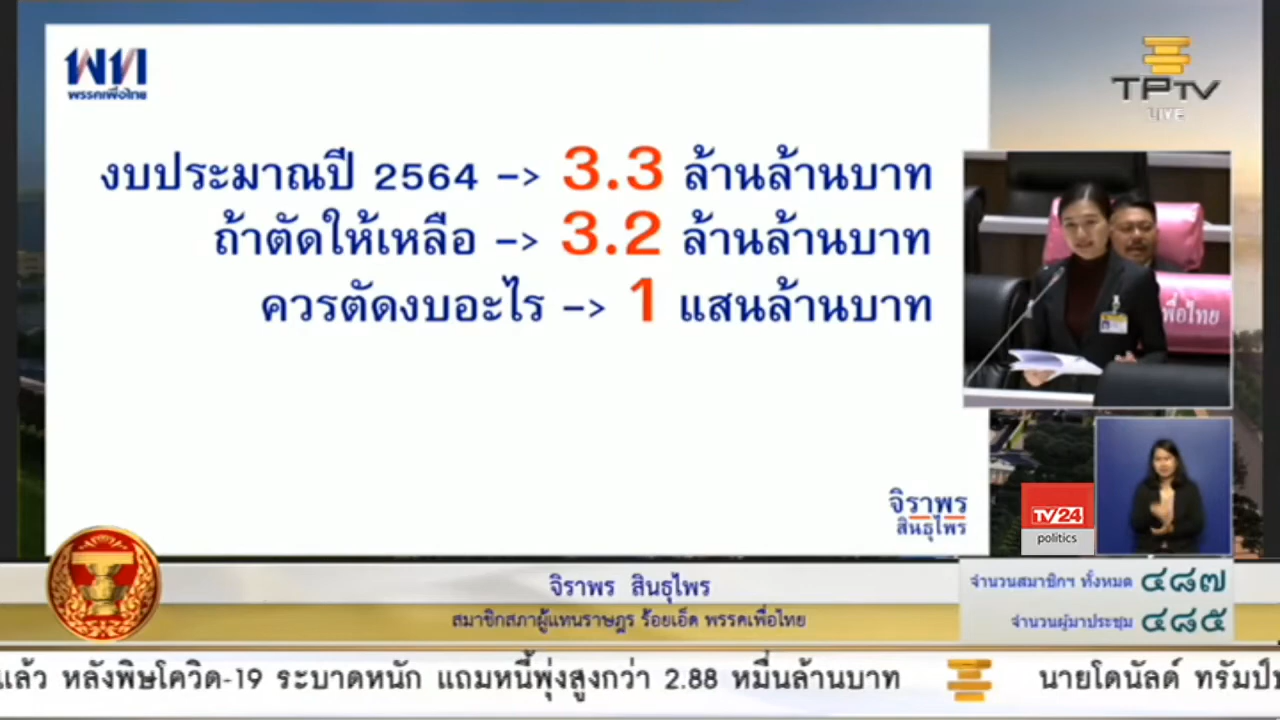 พท
พรรคเพื่อไทย
TPTV
LIVE
งบประมาณปี 2564 -> 3.3 ล้านล้านบาท
ถ้าตัดให้เหลือ -> 3.2 ล้านล้านบาท
ควรตัดงบอะไร -> 1 แสนล้านบาท
เพื่อไทย
จิราพร
สินธุไพร
TV24
politics
จิราพร สินธุไพร
สมาชิกสภาผู้แทนราษฎร ร้อยเอ็ด พรรคเพื่อไทย
จำนวนสมาชิกฯ ทั้งหมด ๔๘๗
จำนวนผู้มาประชุม ๔๘๕
แล้ว หลังพิษโควิด-19 ระบาดหนัก แถมหนี้พุ่งสูงกว่า 2.88 หมื่นล้านบาท
นายโดนัลด์ ทรัมป์